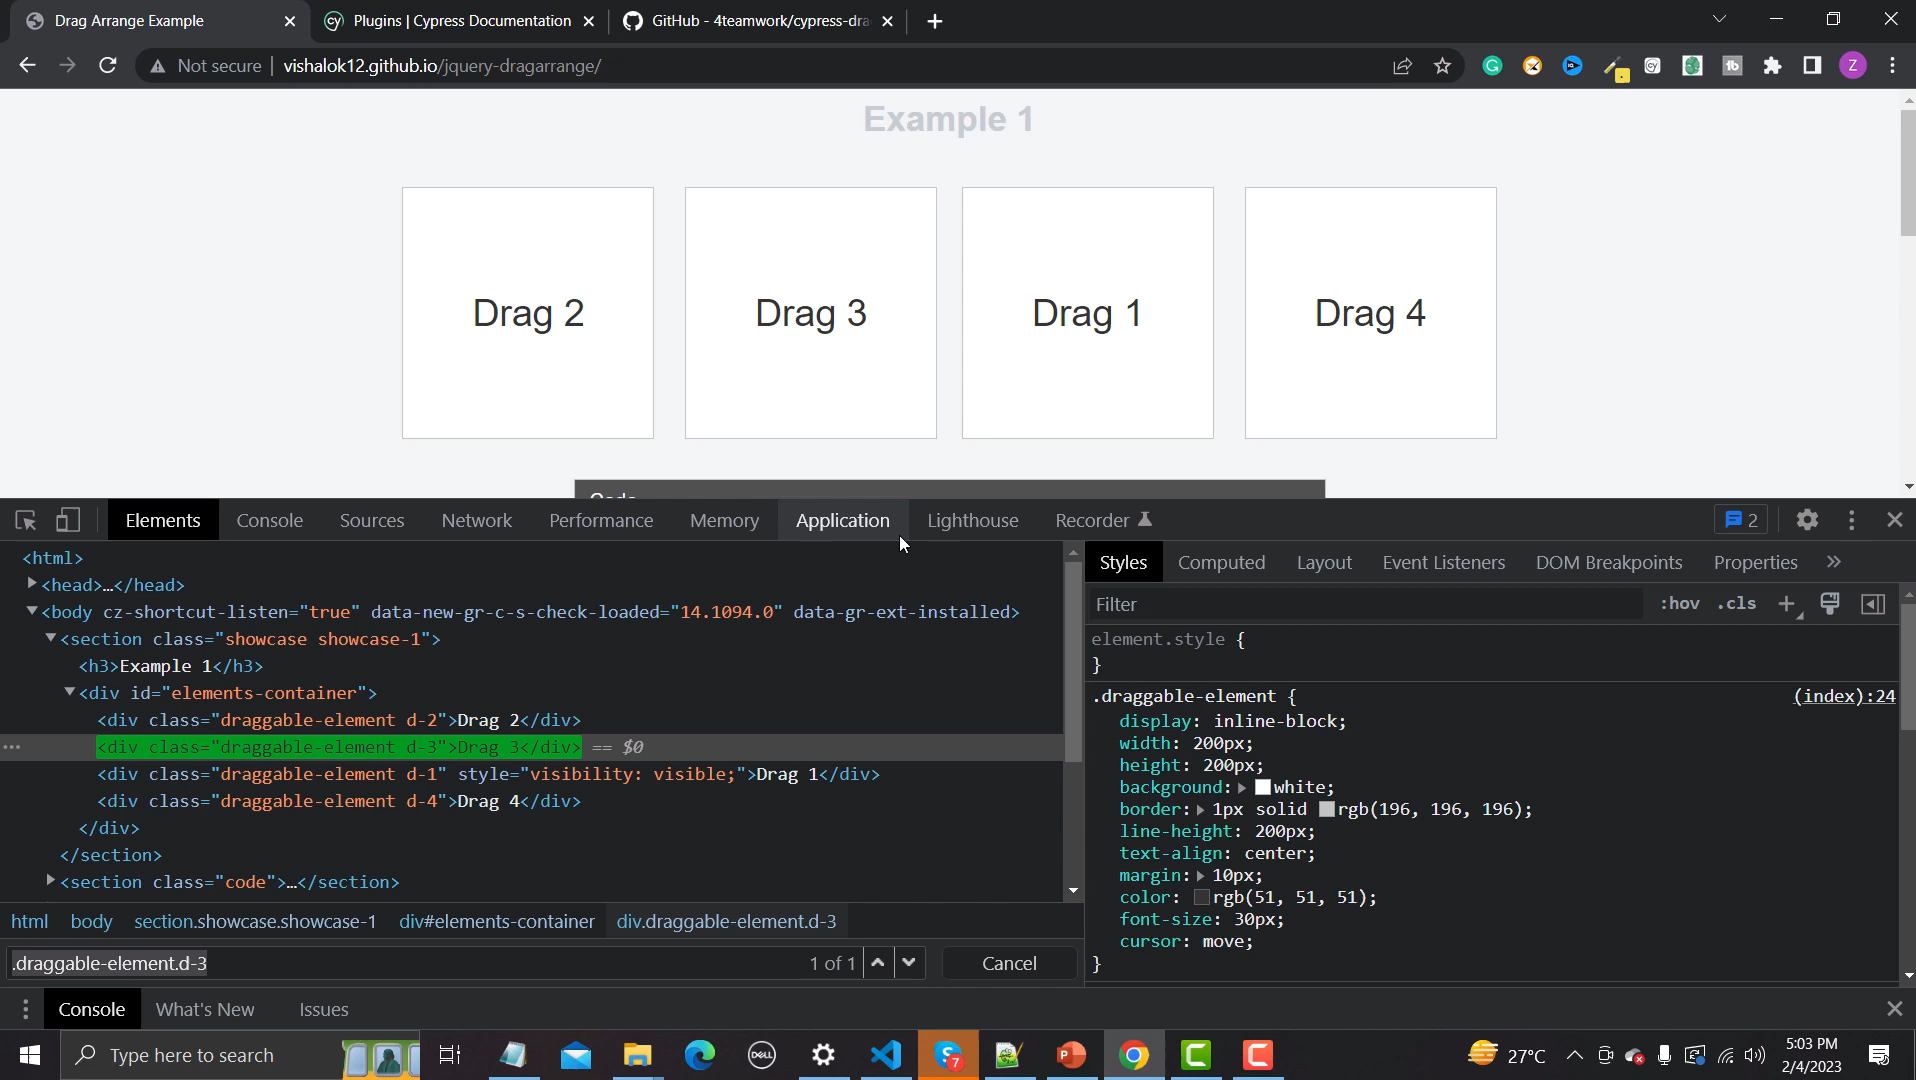 Drag Arrange Example
Plugins | Cypress Documentation
GitHub - 4teamwork/cypress-dra
Not secure | vishalok12.github.io/jquery-dragarrange/
Example 1
Drag 2
Drag 3
Drag 1
Drag 4
Elements Console Sources Network Performance Memory Application Lighthouse Recorder 2
<html>
<head>…</head>
<body cz-shortcut-listen="true" data-new-gr-c-s-check-loaded="14.1094.0" data-gr-ext-installed>
<section class="showcase showcase-1">
<h3>Example 1</h3>
<div id="elements-container">
<div class="draggable-element d-2">Drag 2</div>
<div class="draggable-element d-3">Drag 3</div> == $0
<div class="draggable-element d-1" style="visibility: visible;">Drag 1</div>
<div class="draggable-element d-4">Drag 4</div>
</div>
</section>
<section class="code">…</section>
html body section.showcase.showcase-1 div#elements-container div.draggable-element.d-3
.draggable-element.d-3 1 of 1 Cancel
Styles Computed Layout Event Listeners DOM Breakpoints Properties
Filter :hov .cls
element.style {
}
.draggable-element { (index):24
display: inline-block;
width: 200px;
height: 200px;
background: white;
border: 1px solid rgb(196, 196, 196);
line-height: 200px;
text-align: center;
margin: 10px;
color: rgb(51, 51, 51);
font-size: 30px;
cursor: move;
}
Console What's New Issues
Type here to search
27°C
5:03 PM
2/4/2023